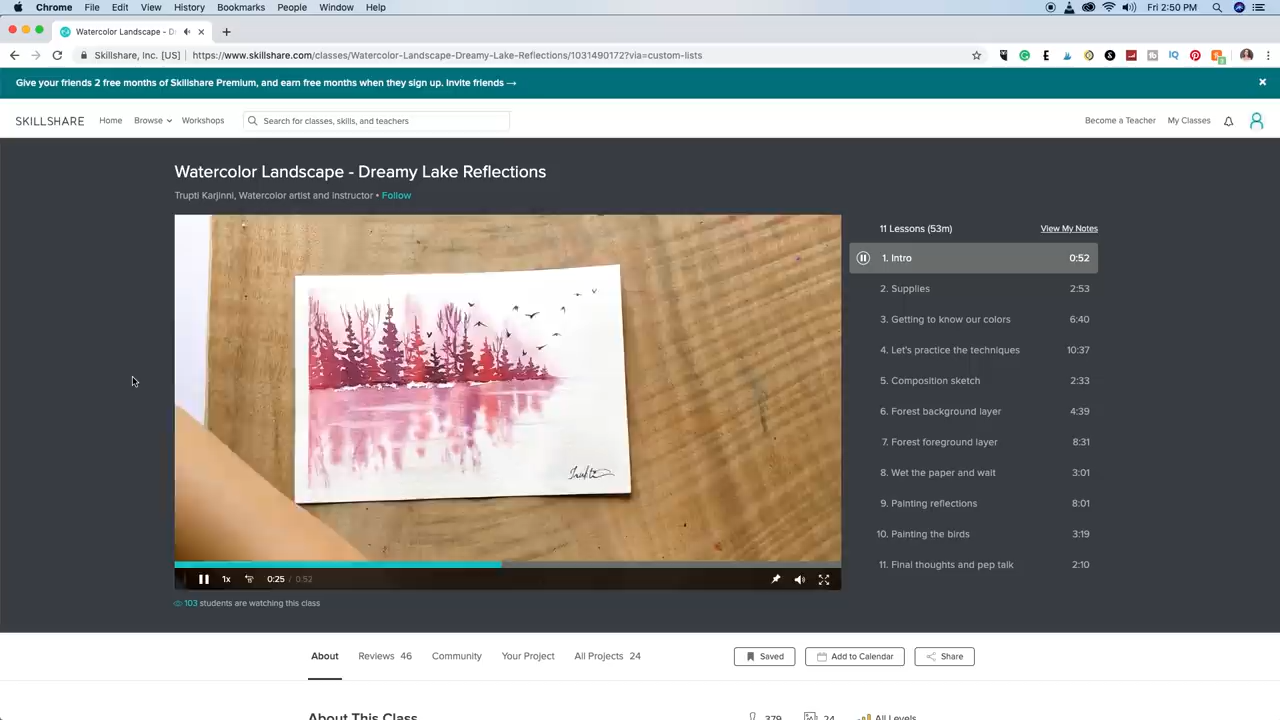 Chrome File Edit View History Bookmarks People Window Help Fri 2:50 PM
Watercolor Landscape - D
Skillshare, Inc. [US] https://www.skillshare.com/classes/Watercolor-Landscape-Dreamy-Lake-Reflections/1031490172?via=custom-lists
Give your friends 2 free months of Skillshare Premium, and earn free months when they sign up. Invite friends →
SKILLSHARE Home Browse Workshops Search for classes, skills, and teachers Become a Teacher My Classes
Watercolor Landscape - Dreamy Lake Reflections
Trupti Karjinni, Watercolor artist and instructor • Follow
11 Lessons (53m) View My Notes
1. Intro 0:52
2. Supplies 2:53
3. Getting to know our colors 6:40
4. Let's practice the techniques 10:37
5. Composition sketch 2:33
6. Forest background layer 4:39
7. Forest foreground layer 8:31
8. Wet the paper and wait 3:01
9. Painting reflections 8:01
10. Painting the birds 3:19
11. Final thoughts and pep talk 2:10
1x 0:25 / 0:52
103 students are watching this class
About Reviews 46 Community Your Project All Projects 24 Saved Add to Calendar Share
About This Class 379 24 All Levels